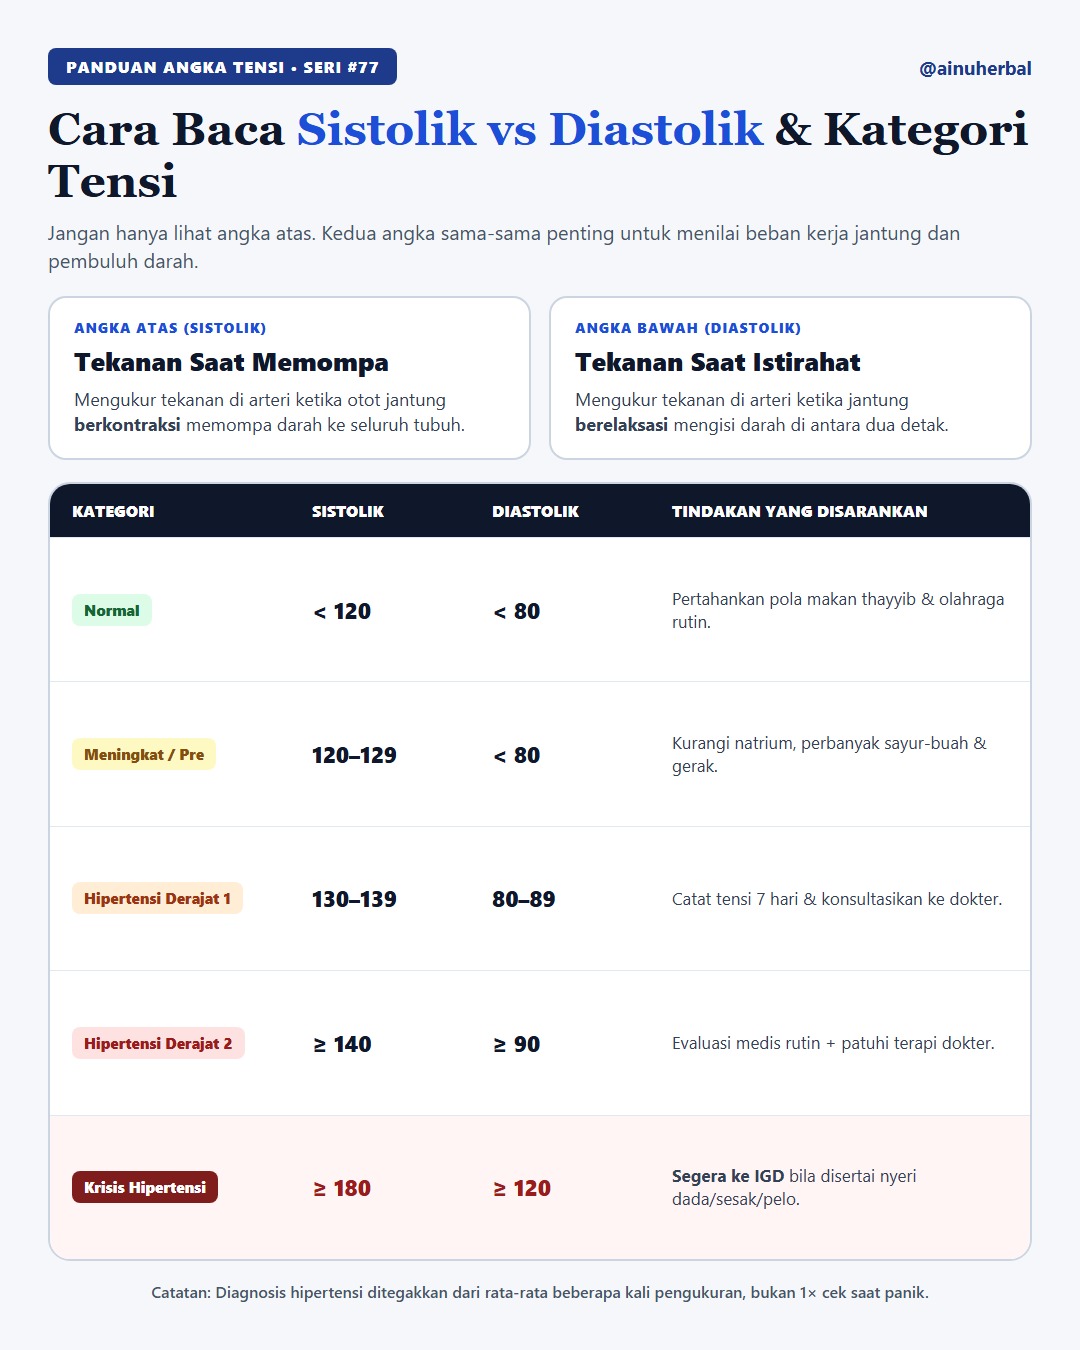 PANDUAN ANGKA TENSI • SERI #77
@ainuherbal
Cara Baca Sistolik vs Diastolik & Kategori
Tensi
Jangan hanya lihat angka atas. Kedua angka sama-sama penting untuk menilai beban kerja jantung dan
pembuluh darah.
ANGKA ATAS (SISTOLIK)
Tekanan Saat Memompa
Mengukur tekanan di arteri ketika otot jantung
berkontraksi memompa darah ke seluruh tubuh.
ANGKA BAWAH (DIASTOLIK)
Tekanan Saat Istirahat
Mengukur tekanan di arteri ketika jantung
berelaksasi mengisi darah di antara dua detak.
KATEGORI SISTOLIK DIASTOLIK TINDAKAN YANG DISARANKAN
Normal < 120 < 80 Pertahankan pola makan thayyib & olahraga
rutin.
Meningkat / Pre 120–129 < 80 Kurangi natrium, perbanyak sayur-buah &
gerak.
Hipertensi Derajat 1 130–139 80–89 Catat tensi 7 hari & konsultasikan ke dokter.
Hipertensi Derajat 2 ≥ 140 ≥ 90 Evaluasi medis rutin + patuhi terapi dokter.
Krisis Hipertensi ≥ 180 ≥ 120 Segera ke IGD bila disertai nyeri
dada/sesak/pelo.
Catatan: Diagnosis hipertensi ditegakkan dari rata-rata beberapa kali pengukuran, bukan 1× cek saat panik.